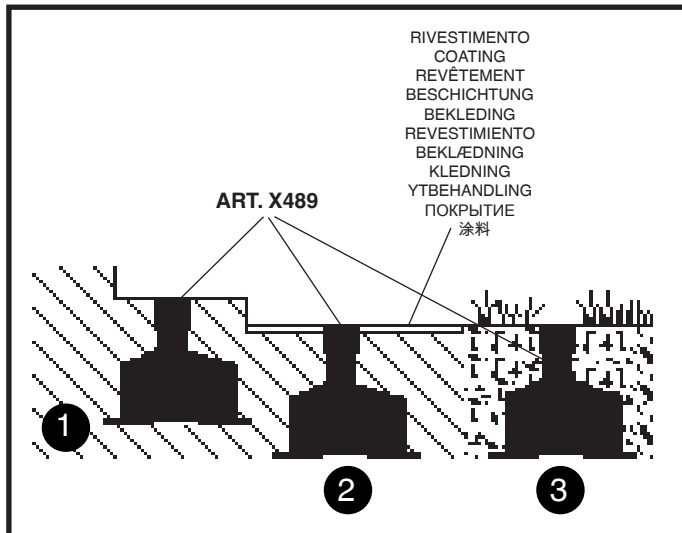 RIVESTIMENTO
COATING
REVÊTEMENT
BESCHICHTUNG
BEKLEDING
REVESTIMIENTO
BEKLÆDNING
KLEDNING
YTBEHANDLING
ПОКРЫТИЕ
涂料
ART. X489
1
2
3